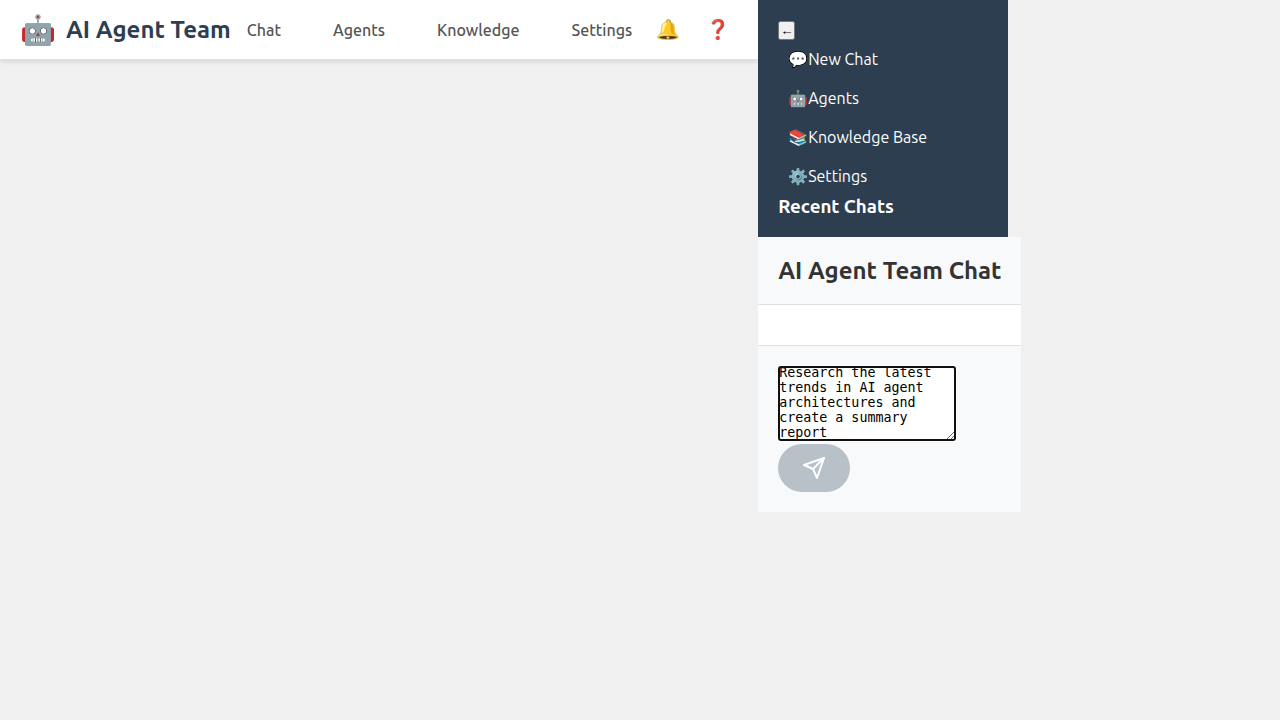 🤖 AI Agent Team Chat Agents Knowledge Settings 🔔 ❓
←
💬New Chat
🤖Agents
📚Knowledge Base
⚙️Settings
Recent Chats
AI Agent Team Chat
Research the latest
trends in AI agent
architectures and
create a summary
report